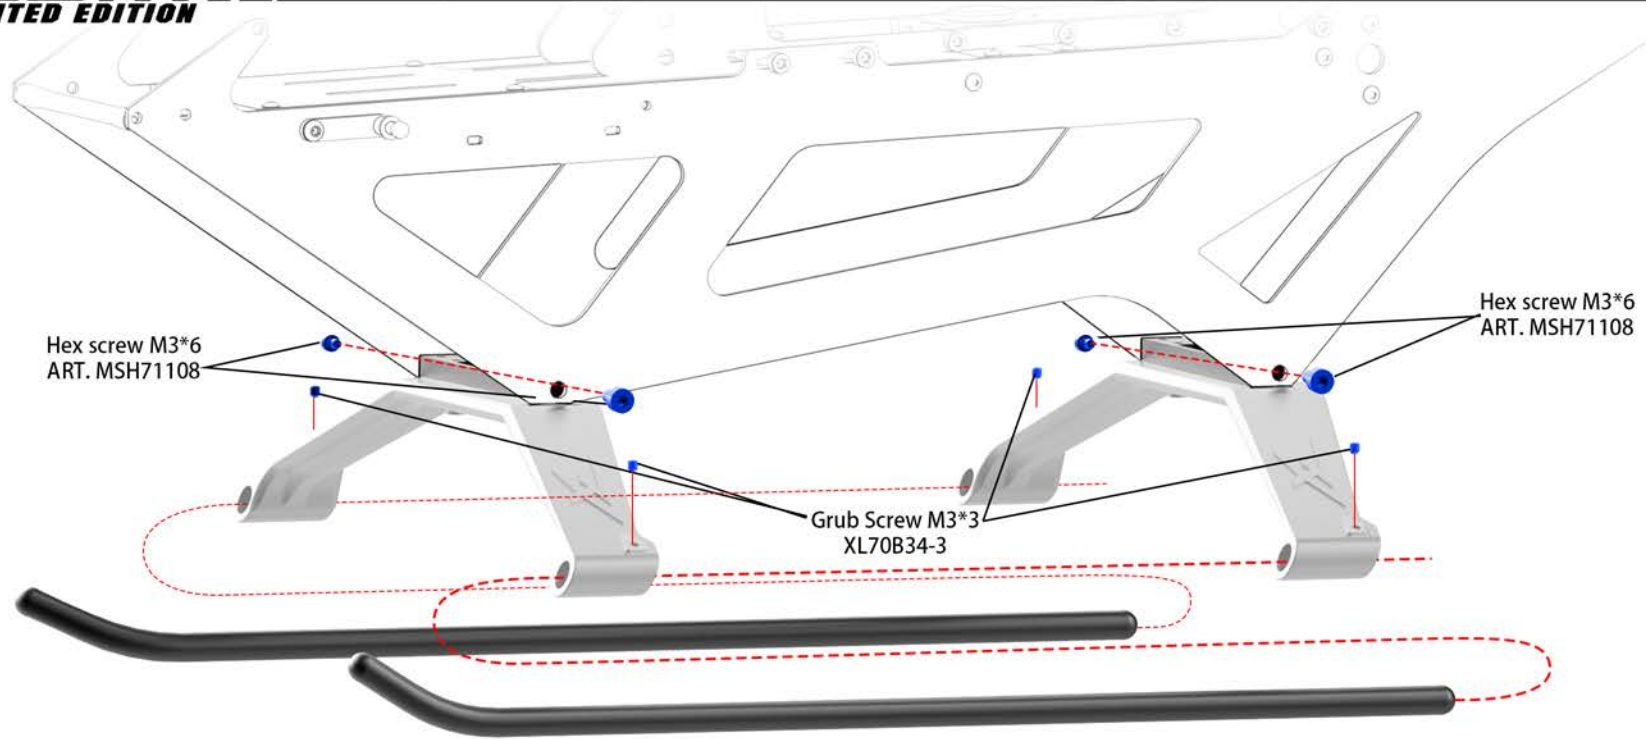 EDITION
Hex screw M3*6
ART. MSH71108
Hex screw M3*6
ART. MSH71108
Grub Screw M3*3
XL70B34-3